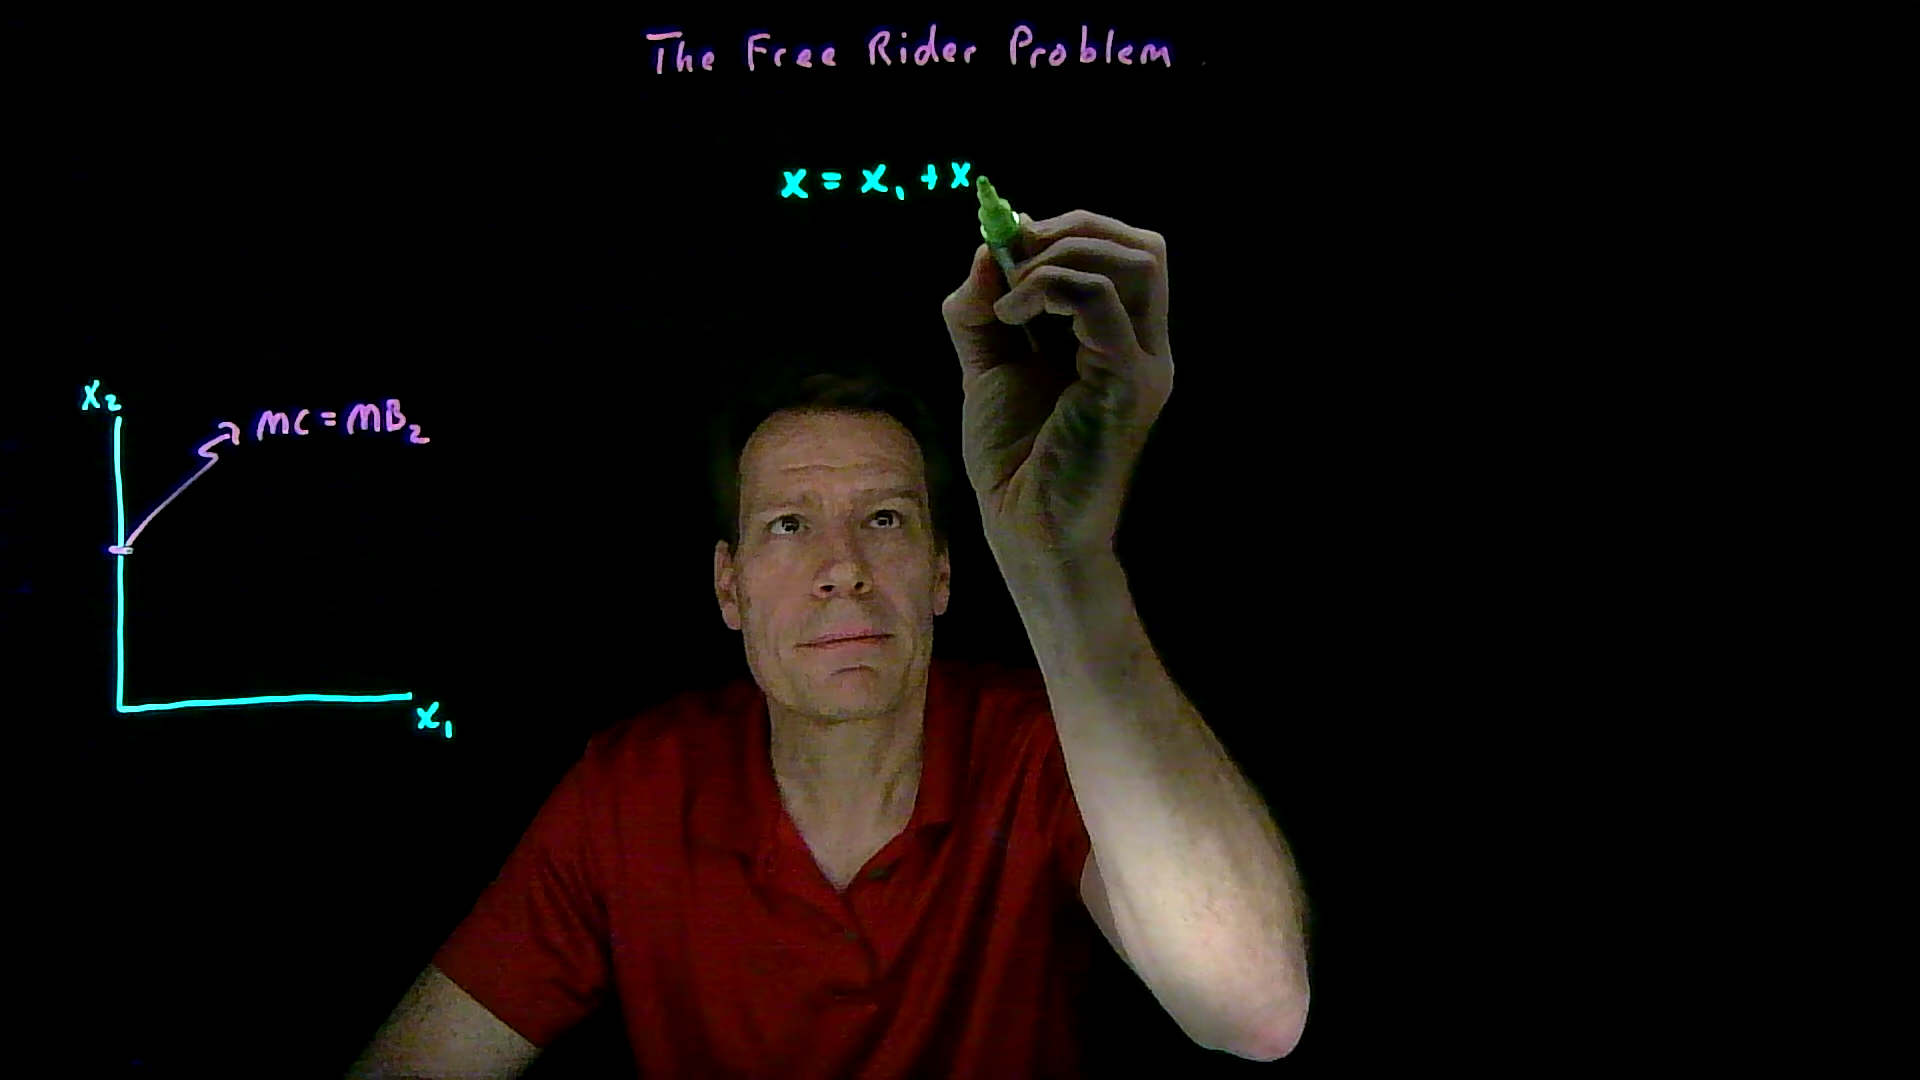 The Free Rider Problem
x = x₁ + x
x₂
MC = MB₂
x₁